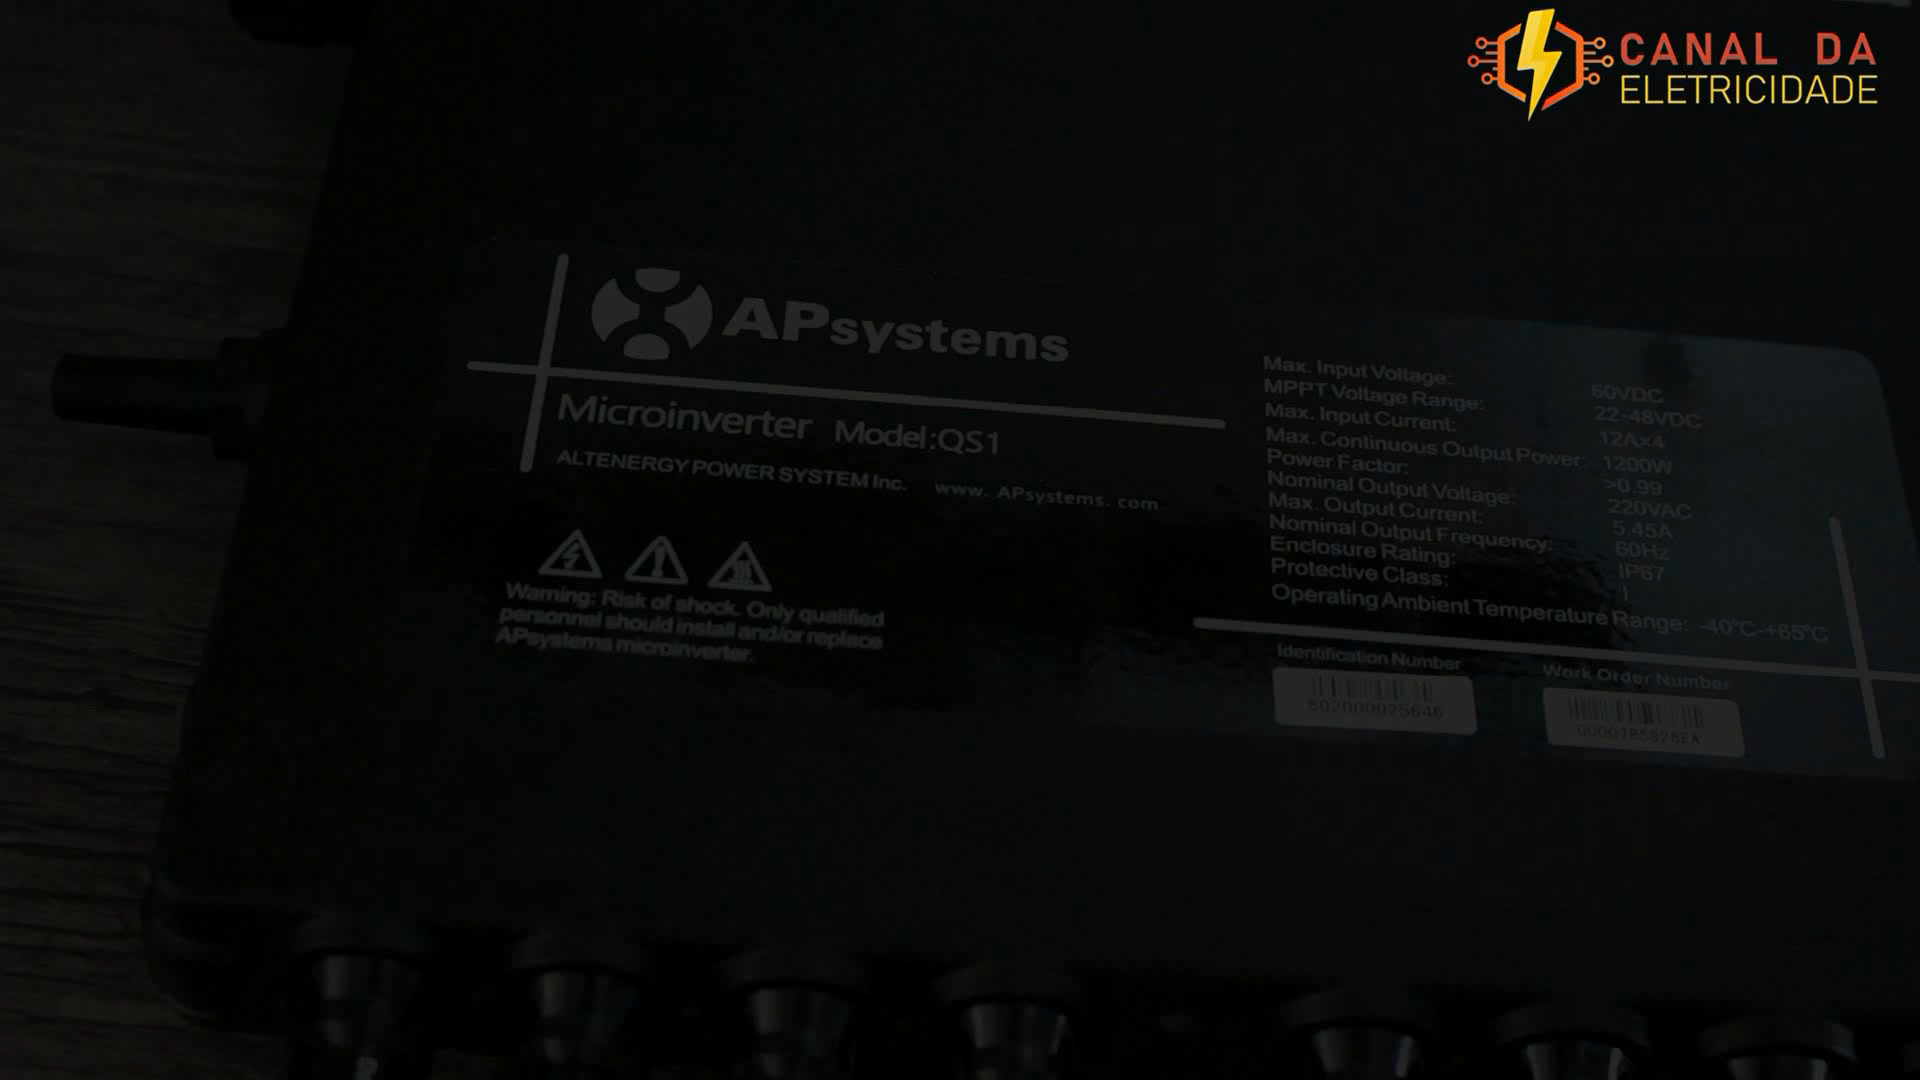 CANAL DA
ELETRICIDADE
APsystems
Microinverter Model:QS1
ALTENERGY POWER SYSTEM Inc. www. APsystems. com
Warning: Risk of shock. Only qualified
personnel should install and/or replace
APsystems microinverter.
Max. Input Voltage: 60VDC
MPPT Voltage Range: 22-48VDC
Max. Input Current: 12A×4
Max. Continuous Output Power: 1200W
Power Factor: >0.99
Nominal Output Voltage: 220VAC
Max. Output Current: 5.45A
Nominal Output Frequency: 60Hz
Enclosure Rating: IP67
Protective Class: I
Operating Ambient Temperature Range: -40°C-+65°C
Identification Number
Work Order Number